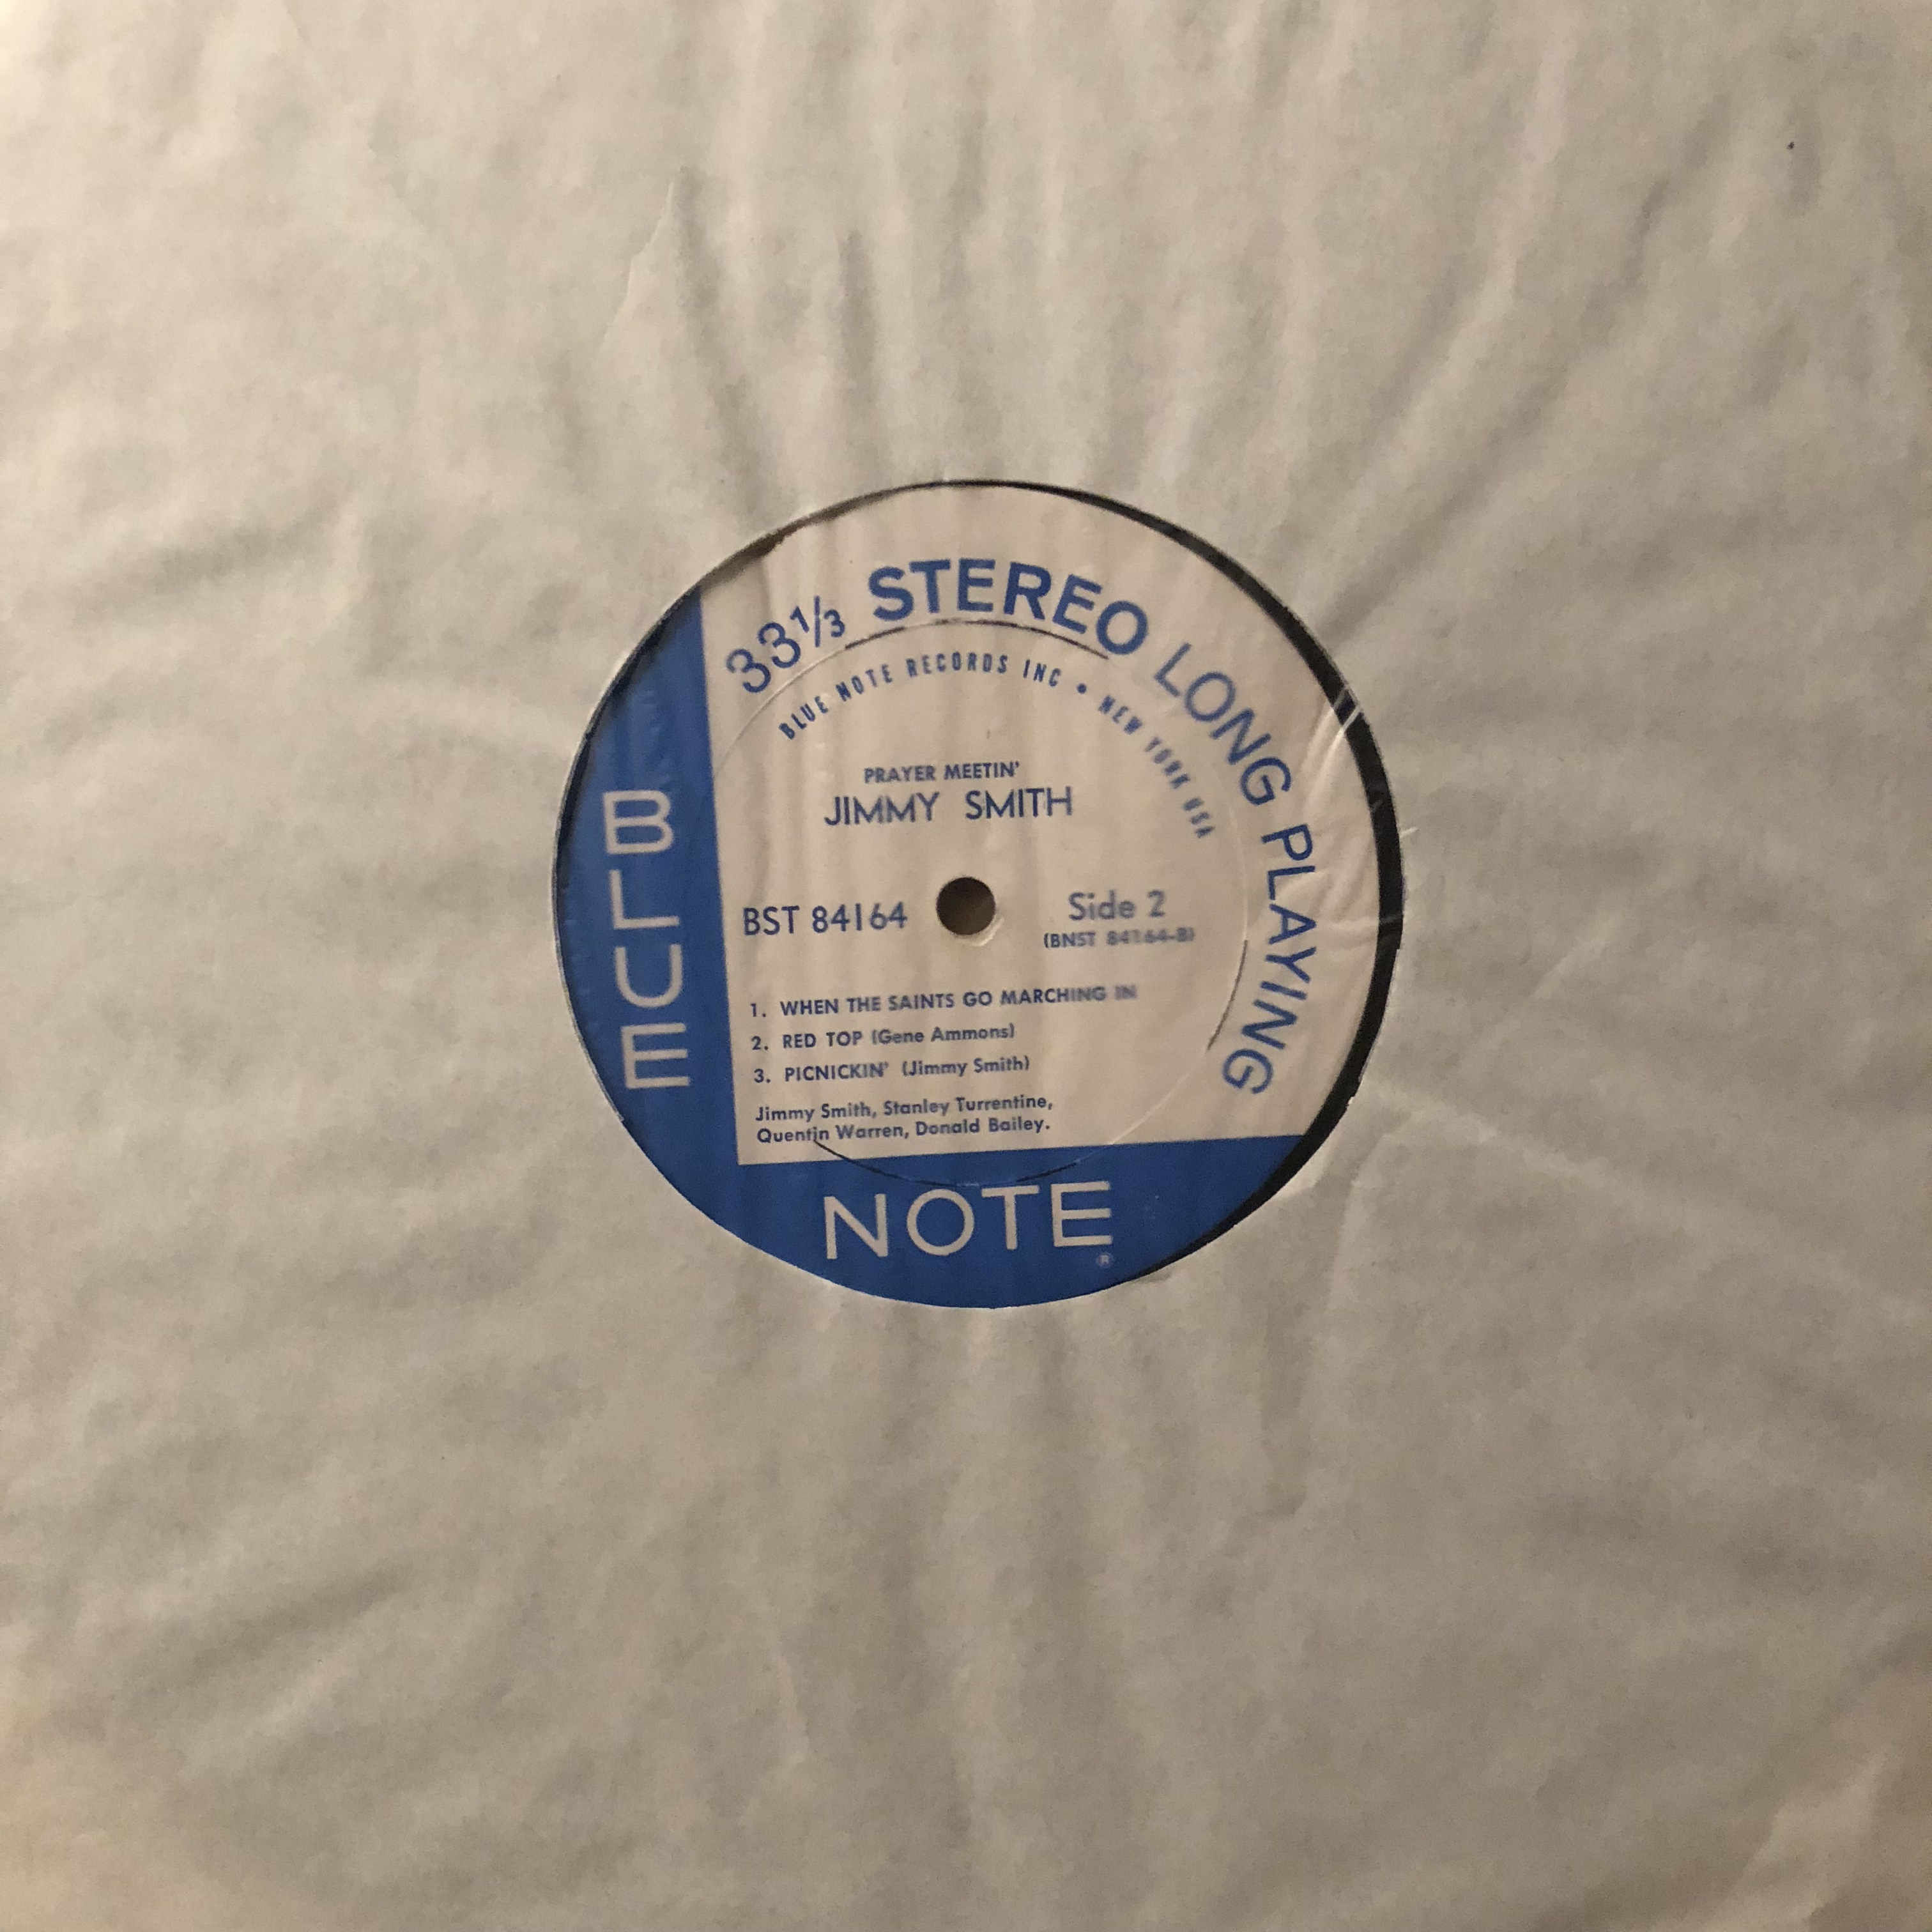 33⅓ STEREO LONG PLAYING
BLUE NOTE RECORDS INC • NEW YORK USA
PRAYER MEETIN'
JIMMY SMITH
BST 84164
Side 2
(BNST 84164-B)
1. WHEN THE SAINTS GO MARCHING IN
2. RED TOP (Gene Ammons)
3. PICNICKIN' (Jimmy Smith)
Jimmy Smith, Stanley Turrentine,
Quentin Warren, Donald Bailey.
BLUE
NOTE
®